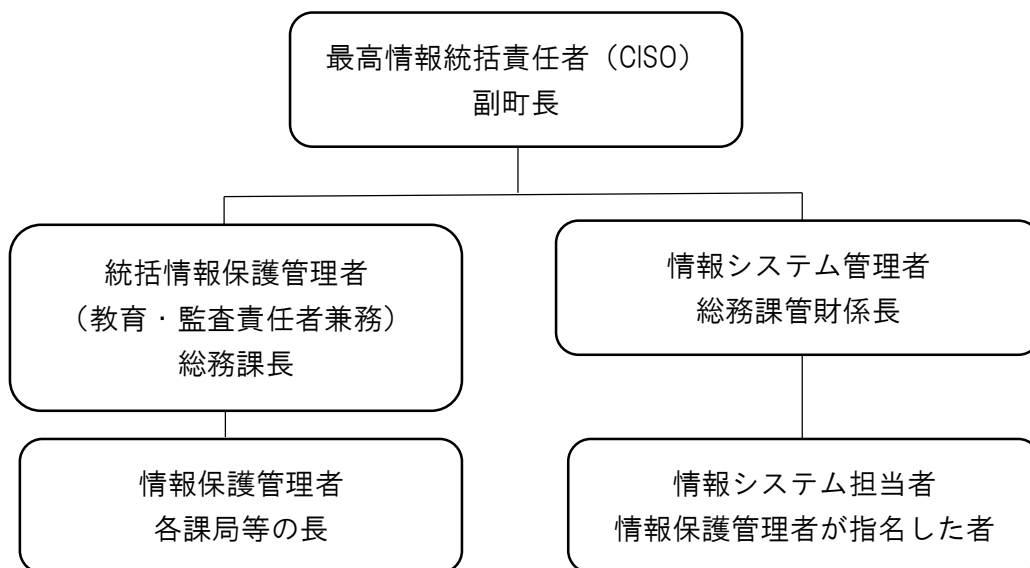 最高情報統括責任者（CISO）
副町長
統括情報保護管理者
（教育・監査責任者兼務）
総務課長
情報システム管理者
総務課管財係長
情報保護管理者
各課局等の長
情報システム担当者
情報保護管理者が指名した者